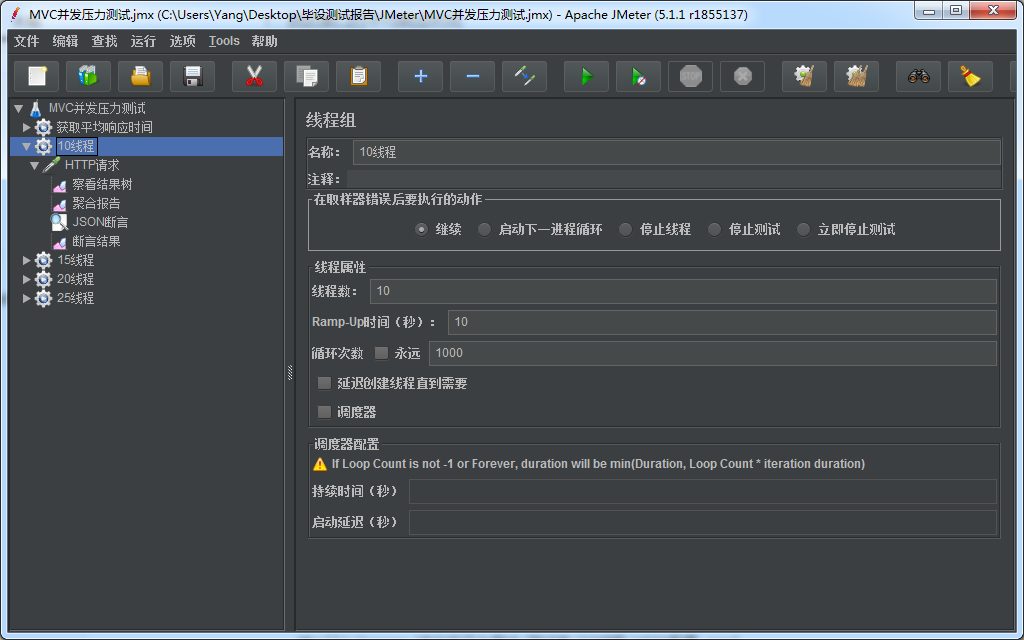 MVC并发压力测试.jmx (C:\Users\Yang\Desktop\毕设测试报告\JMeter\MVC并发压力测试.jmx) - Apache JMeter (5.1.1 r1855137)
文件 编辑 查找 运行 选项 Tools 帮助
STOP
MVC并发压力测试
获取平均响应时间
10线程
HTTP请求
察看结果树
聚合报告
JSON断言
断言结果
15线程
20线程
25线程
线程组
名称： 10线程
注释：
在取样器错误后要执行的动作
继续 启动下一进程循环 停止线程 停止测试 立即停止测试
线程属性
线程数： 10
Ramp-Up时间（秒）： 10
循环次数 永远 1000
延迟创建线程直到需要
调度器
调度器配置
If Loop Count is not -1 or Forever, duration will be min(Duration, Loop Count * iteration duration)
持续时间（秒）
启动延迟（秒）